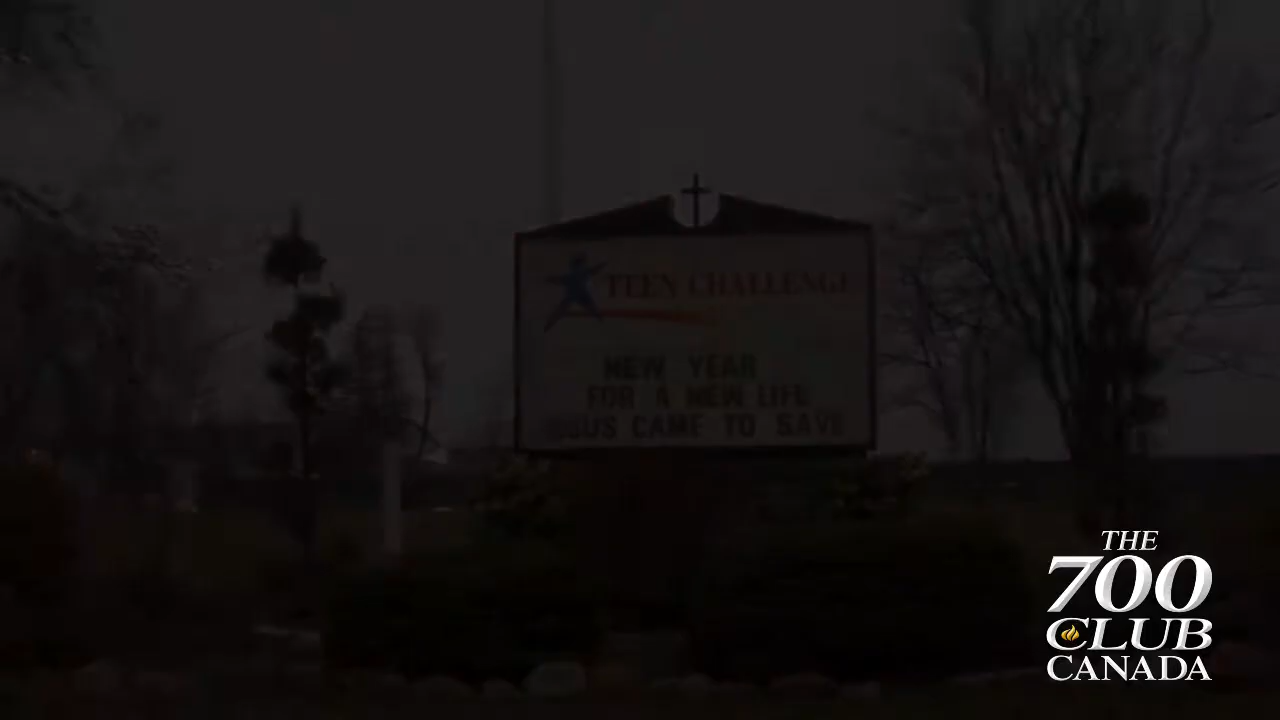 TEEN CHALLENGE
NEW YEAR
FOR A NEW LIFE
CAME TO SAVE
THE
700
CLUB
CANADA